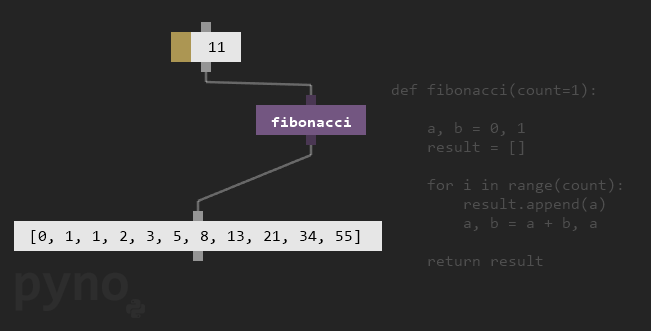 11
fibonacci
[0, 1, 1, 2, 3, 5, 8, 13, 21, 34, 55]
def fibonacci(count=1):
a, b = 0, 1
result = []
for i in range(count):
result.append(a)
a, b = a + b, a
return result
pyno